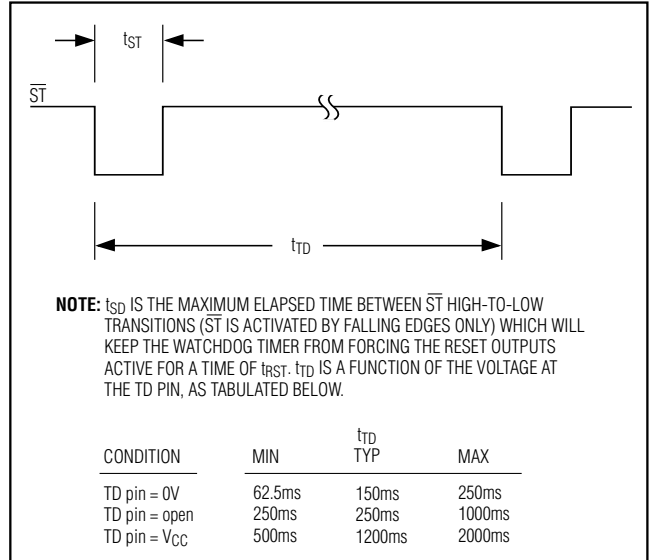 tST
S̅T̅
tTD
NOTE: tSD IS THE MAXIMUM ELAPSED TIME BETWEEN S̅T̅ HIGH-TO-LOW
TRANSITIONS (S̅T̅ IS ACTIVATED BY FALLING EDGES ONLY) WHICH WILL
KEEP THE WATCHDOG TIMER FROM FORCING THE RESET OUTPUTS
ACTIVE FOR A TIME OF tRST. tTD IS A FUNCTION OF THE VOLTAGE AT
THE TD PIN, AS TABULATED BELOW.
tTD
CONDITION MIN TYP MAX
TD pin = 0V 62.5ms 150ms 250ms
TD pin = open 250ms 250ms 1000ms
TD pin = VCC 500ms 1200ms 2000ms